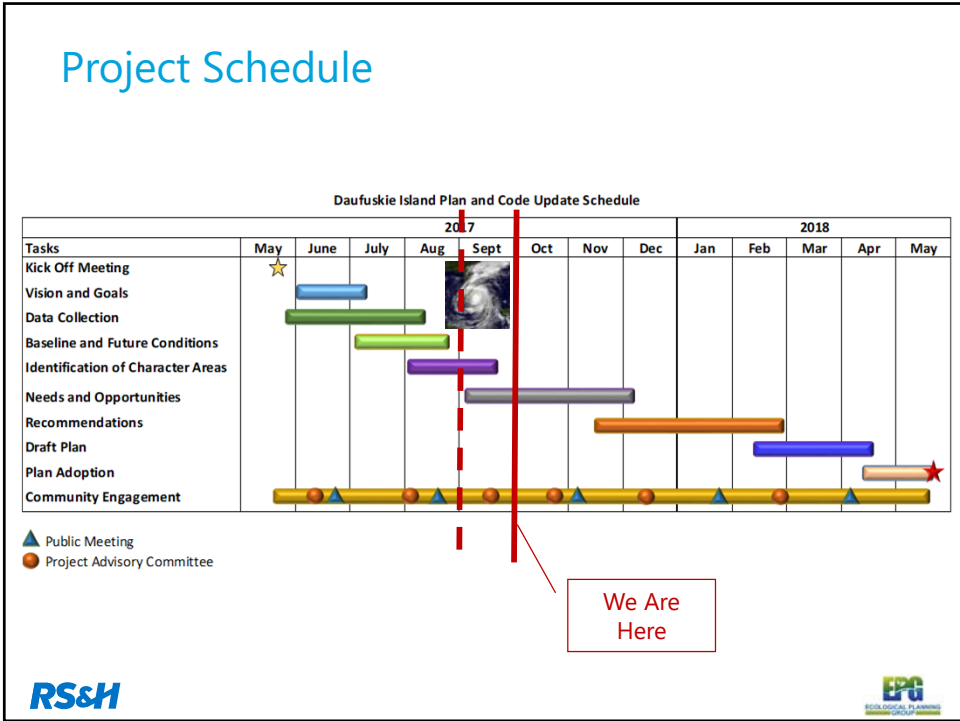 Project Schedule
Daufuskie Island Plan and Code Update Schedule
2017 2018
Tasks May June July Aug Sept Oct Nov Dec Jan Feb Mar Apr May
Kick Off Meeting
Vision and Goals
Data Collection
Baseline and Future Conditions
Identification of Character Areas
Needs and Opportunities
Recommendations
Draft Plan
Plan Adoption
Community Engagement
Public Meeting
Project Advisory Committee
We Are
Here
RS&H
EPG
ECOLOGICAL PLANNING
GROUP